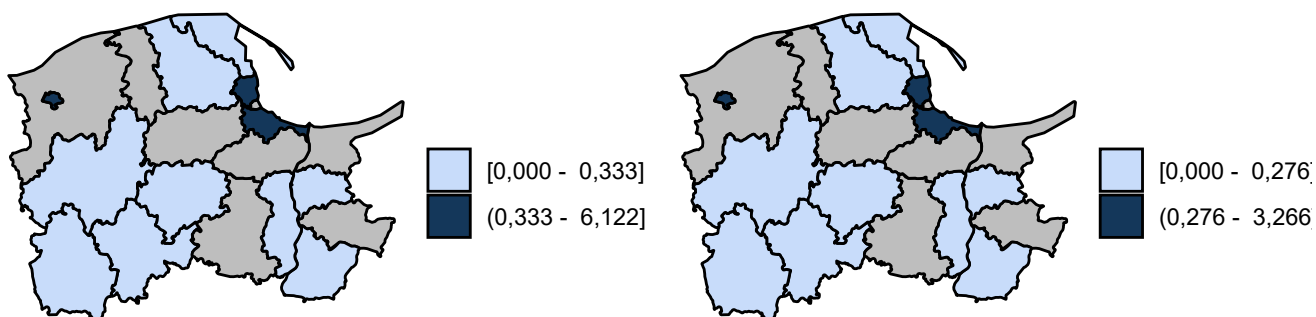 [0,000 -  0,333]
(0,333 -  6,122]
[0,000 -  0,276]
(0,276 -  3,266]